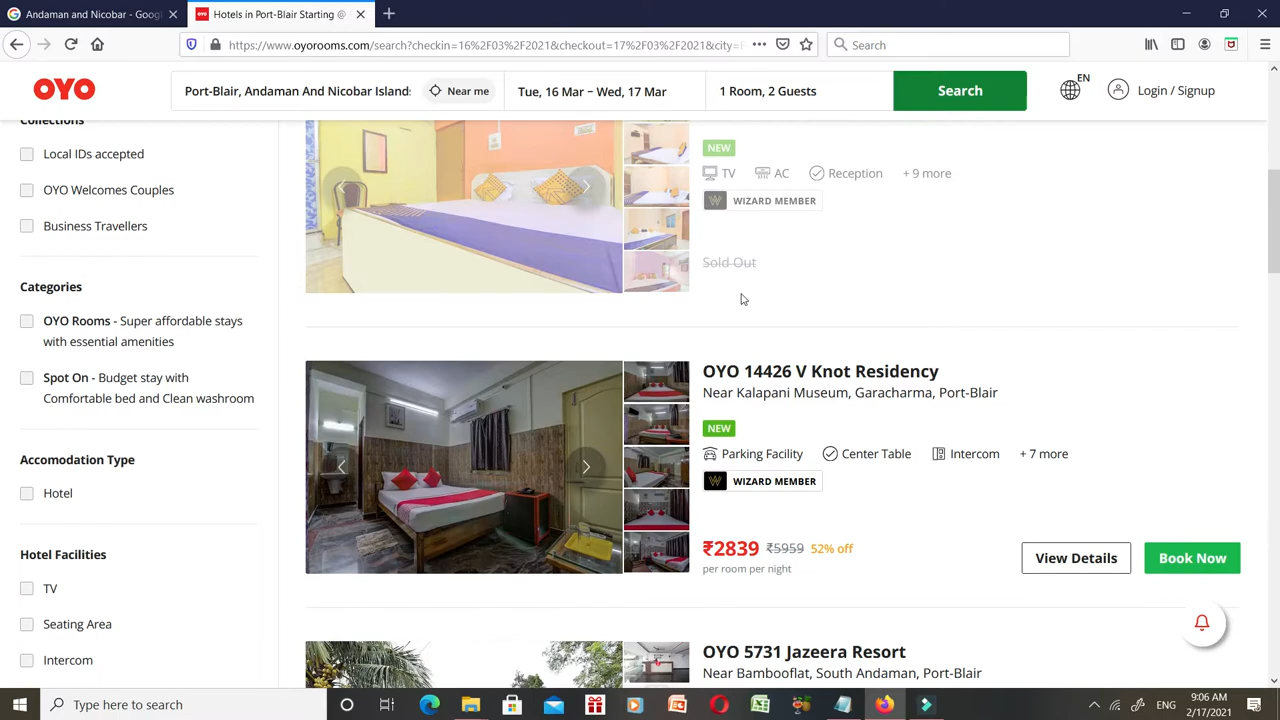 Andaman and Nicobar - Googl
Hotels in Port-Blair Starting @
https://www.oyorooms.com/search?checkin=16%2F03%2F2021&checkout=17%2F03%2F2021&city=
Search
OYO
Port-Blair, Andaman And Nicobar Islands
Near me
Tue, 16 Mar – Wed, 17 Mar
1 Room, 2 Guests
Search
EN
Login / Signup
Collections
Local IDs accepted
OYO Welcomes Couples
Business Travellers
Categories
OYO Rooms - Super affordable stays
with essential amenities
Spot On - Budget stay with
Comfortable bed and Clean washroom
Accomodation Type
Hotel
Hotel Facilities
TV
Seating Area
Intercom
NEW
TV
AC
Reception
+ 9 more
WIZARD MEMBER
Sold Out
OYO 14426 V Knot Residency
Near Kalapani Museum, Garacharma, Port-Blair
NEW
Parking Facility
Center Table
Intercom
+ 7 more
WIZARD MEMBER
₹2839 ₹5959 52% off
per room per night
View Details
Book Now
OYO 5731 Jazeera Resort
Near Bambooflat, South Andaman, Port-Blair
Type here to search
9:06 AM
2/17/2021